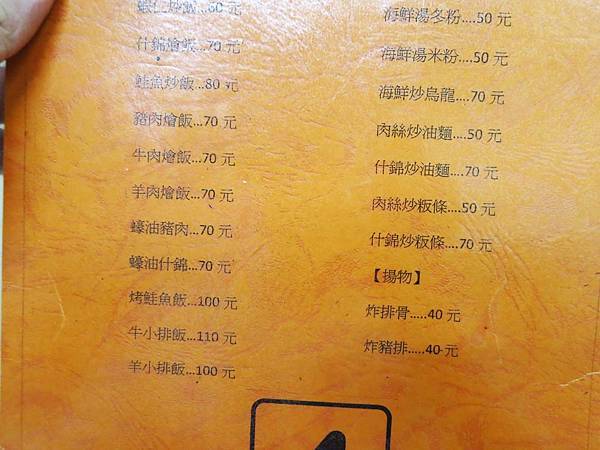 蝦仁炒飯...60 元
什錦燴飯...70 元
鮭魚炒飯...80 元
豬肉燴飯...70 元
牛肉燴飯...70 元
羊肉燴飯...70 元
蠔油豬肉...70 元
蠔油什錦...70 元
烤鮭魚飯...100 元
牛小排飯...110 元
羊小排飯...100 元
海鮮湯冬粉....50 元
海鮮湯米粉....50 元
海鮮炒烏龍....70 元
肉絲炒油麵....50 元
什錦炒油麵....70 元
肉絲炒粄條....50 元
什錦炒粄條....70 元
【揚物】
炸排骨.....40 元
炸豬排.....40 元